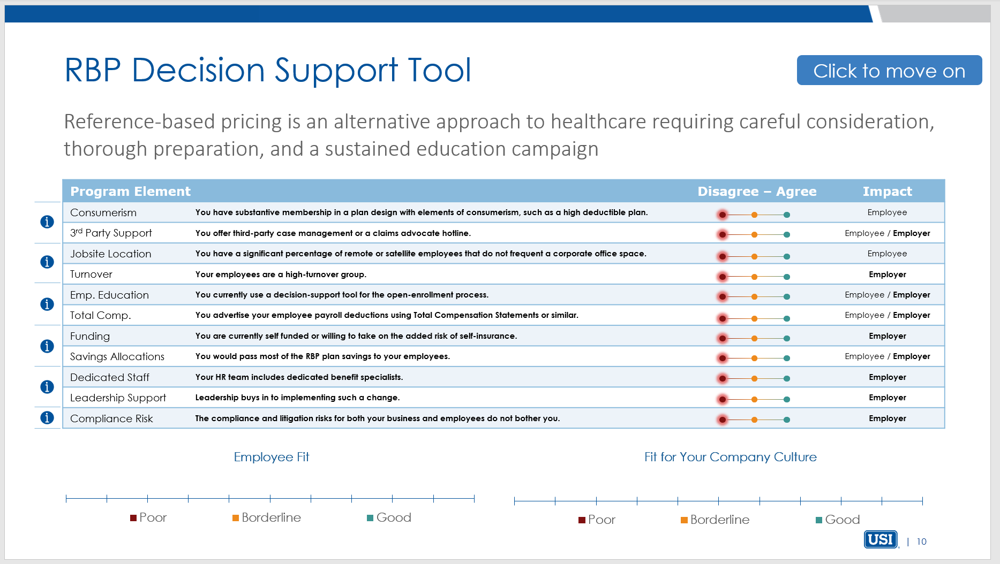 RBP Decision Support Tool
Click to move on
Reference-based pricing is an alternative approach to healthcare requiring careful consideration,
thorough preparation, and a sustained education campaign
Program Element Disagree – Agree Impact
Consumerism You have substantive membership in a plan design with elements of consumerism, such as a high deductible plan. Employee
3rd Party Support You offer third-party case management or a claims advocate hotline. Employee / Employer
Jobsite Location You have a significant percentage of remote or satellite employees that do not frequent a corporate office space. Employee
Turnover Your employees are a high-turnover group. Employer
Emp. Education You currently use a decision-support tool for the open-enrollment process. Employee / Employer
Total Comp. You advertise your employee payroll deductions using Total Compensation Statements or similar. Employee / Employer
Funding You are currently self funded or willing to take on the added risk of self-insurance. Employer
Savings Allocations You would pass most of the RBP plan savings to your employees. Employee / Employer
Dedicated Staff Your HR team includes dedicated benefit specialists. Employer
Leadership Support Leadership buys in to implementing such a change. Employer
Compliance Risk The compliance and litigation risks for both your business and employees do not bother you. Employer
Employee Fit
Poor Borderline Good
Fit for Your Company Culture
Poor Borderline Good
USI ® | 10